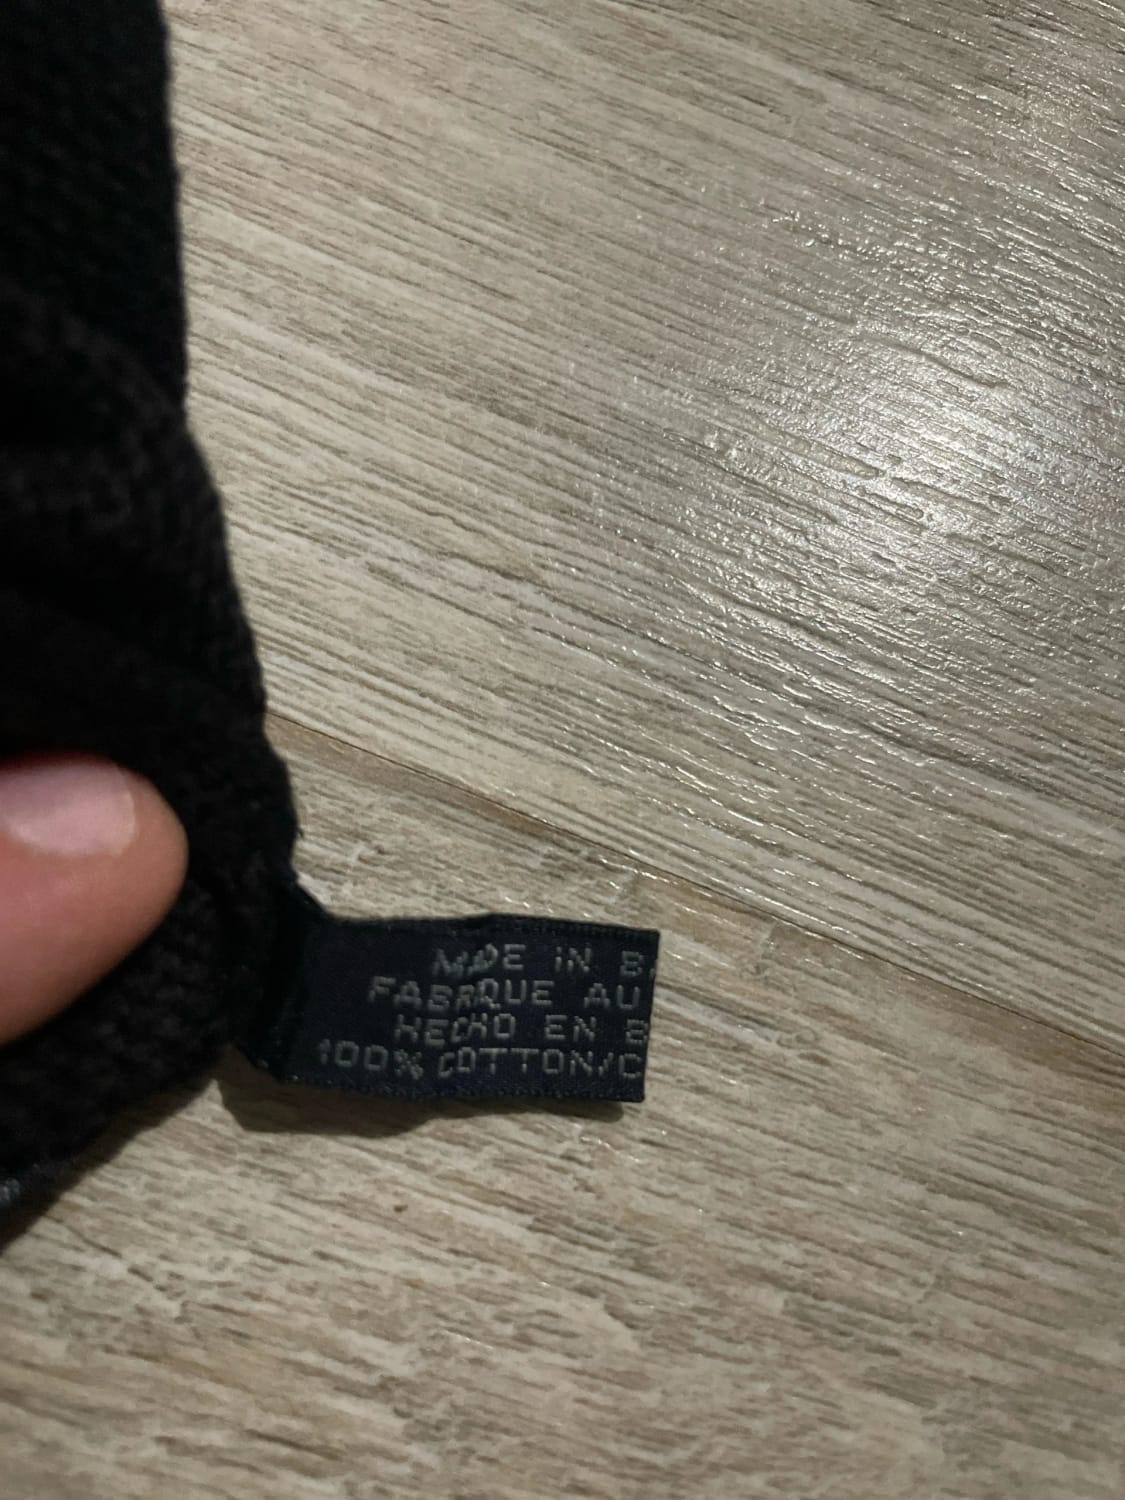 MADE IN B
FABRIQUE AU
HECHO EN B
100% COTTON/C